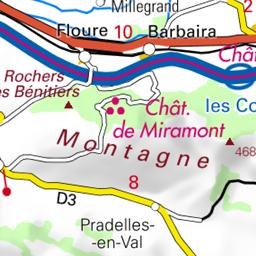 Millegrand
2
Floure 10 Barbaira
Chât
Rochers
es Bénitiers
Chât.
de Miramont
les Co
Montagne
468
8
D3
Pradelles-
-en-Val